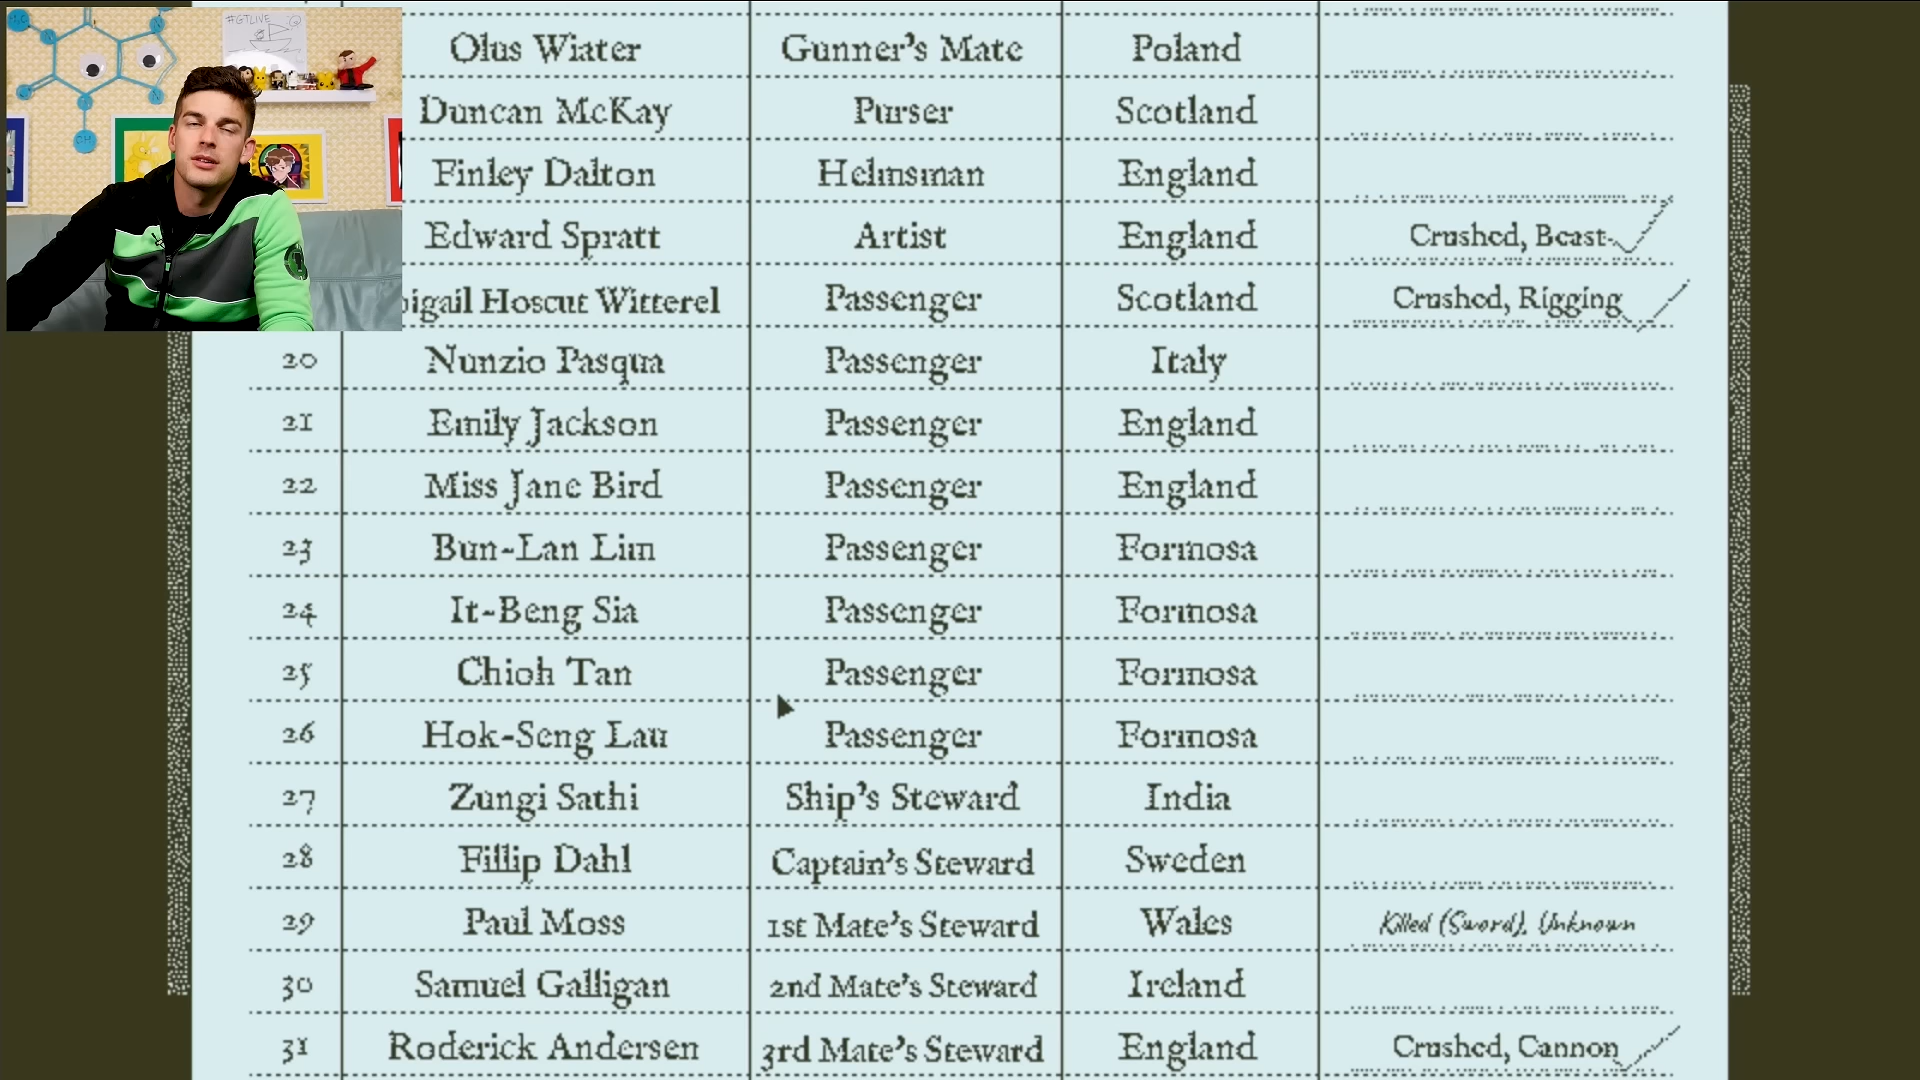 #GTLIVE
Olus Wiater Gunner's Mate Poland
Duncan McKay Purser Scotland
Finley Dalton Helmsman England
Edward Spratt Artist England Crushed, Beast
bigail Hoscut Witterel Passenger Scotland Crushed, Rigging
20 Nunzio Pasqua Passenger Italy
21 Emily Jackson Passenger England
22 Miss Jane Bird Passenger England
23 Bun-Lan Lim Passenger Formosa
24 It-Beng Sia Passenger Formosa
25 Chioh Tan Passenger Formosa
26 Hok-Seng Lau Passenger Formosa
27 Zungi Sathi Ship's Steward India
28 Fillip Dahl Captain's Steward Sweden
29 Paul Moss 1st Mate's Steward Wales Killed (Sword), Unknown
30 Samuel Galligan 2nd Mate's Steward Ireland
31 Roderick Andersen 3rd Mate's Steward England Crushed, Cannon